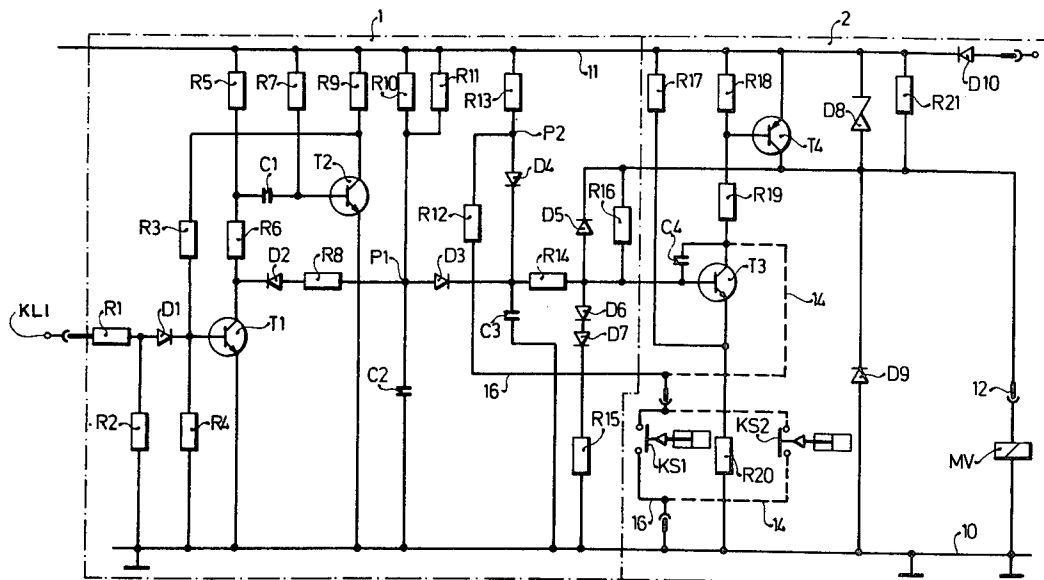 1
2
R5
R7
R9
R10
R11
R13
11
R17
R18
D10
D8
R21
P2
T4
C1
T2
D4
R3
R6
R12
D5
R16
R19
C4
D2
R8
P1
D3
R14
T3
KL1
R1
D1
T1
C3
D6
D7
14
C2
16
D9
12
R2
R4
R15
KS1
KS2
R20
MV
16
14
10